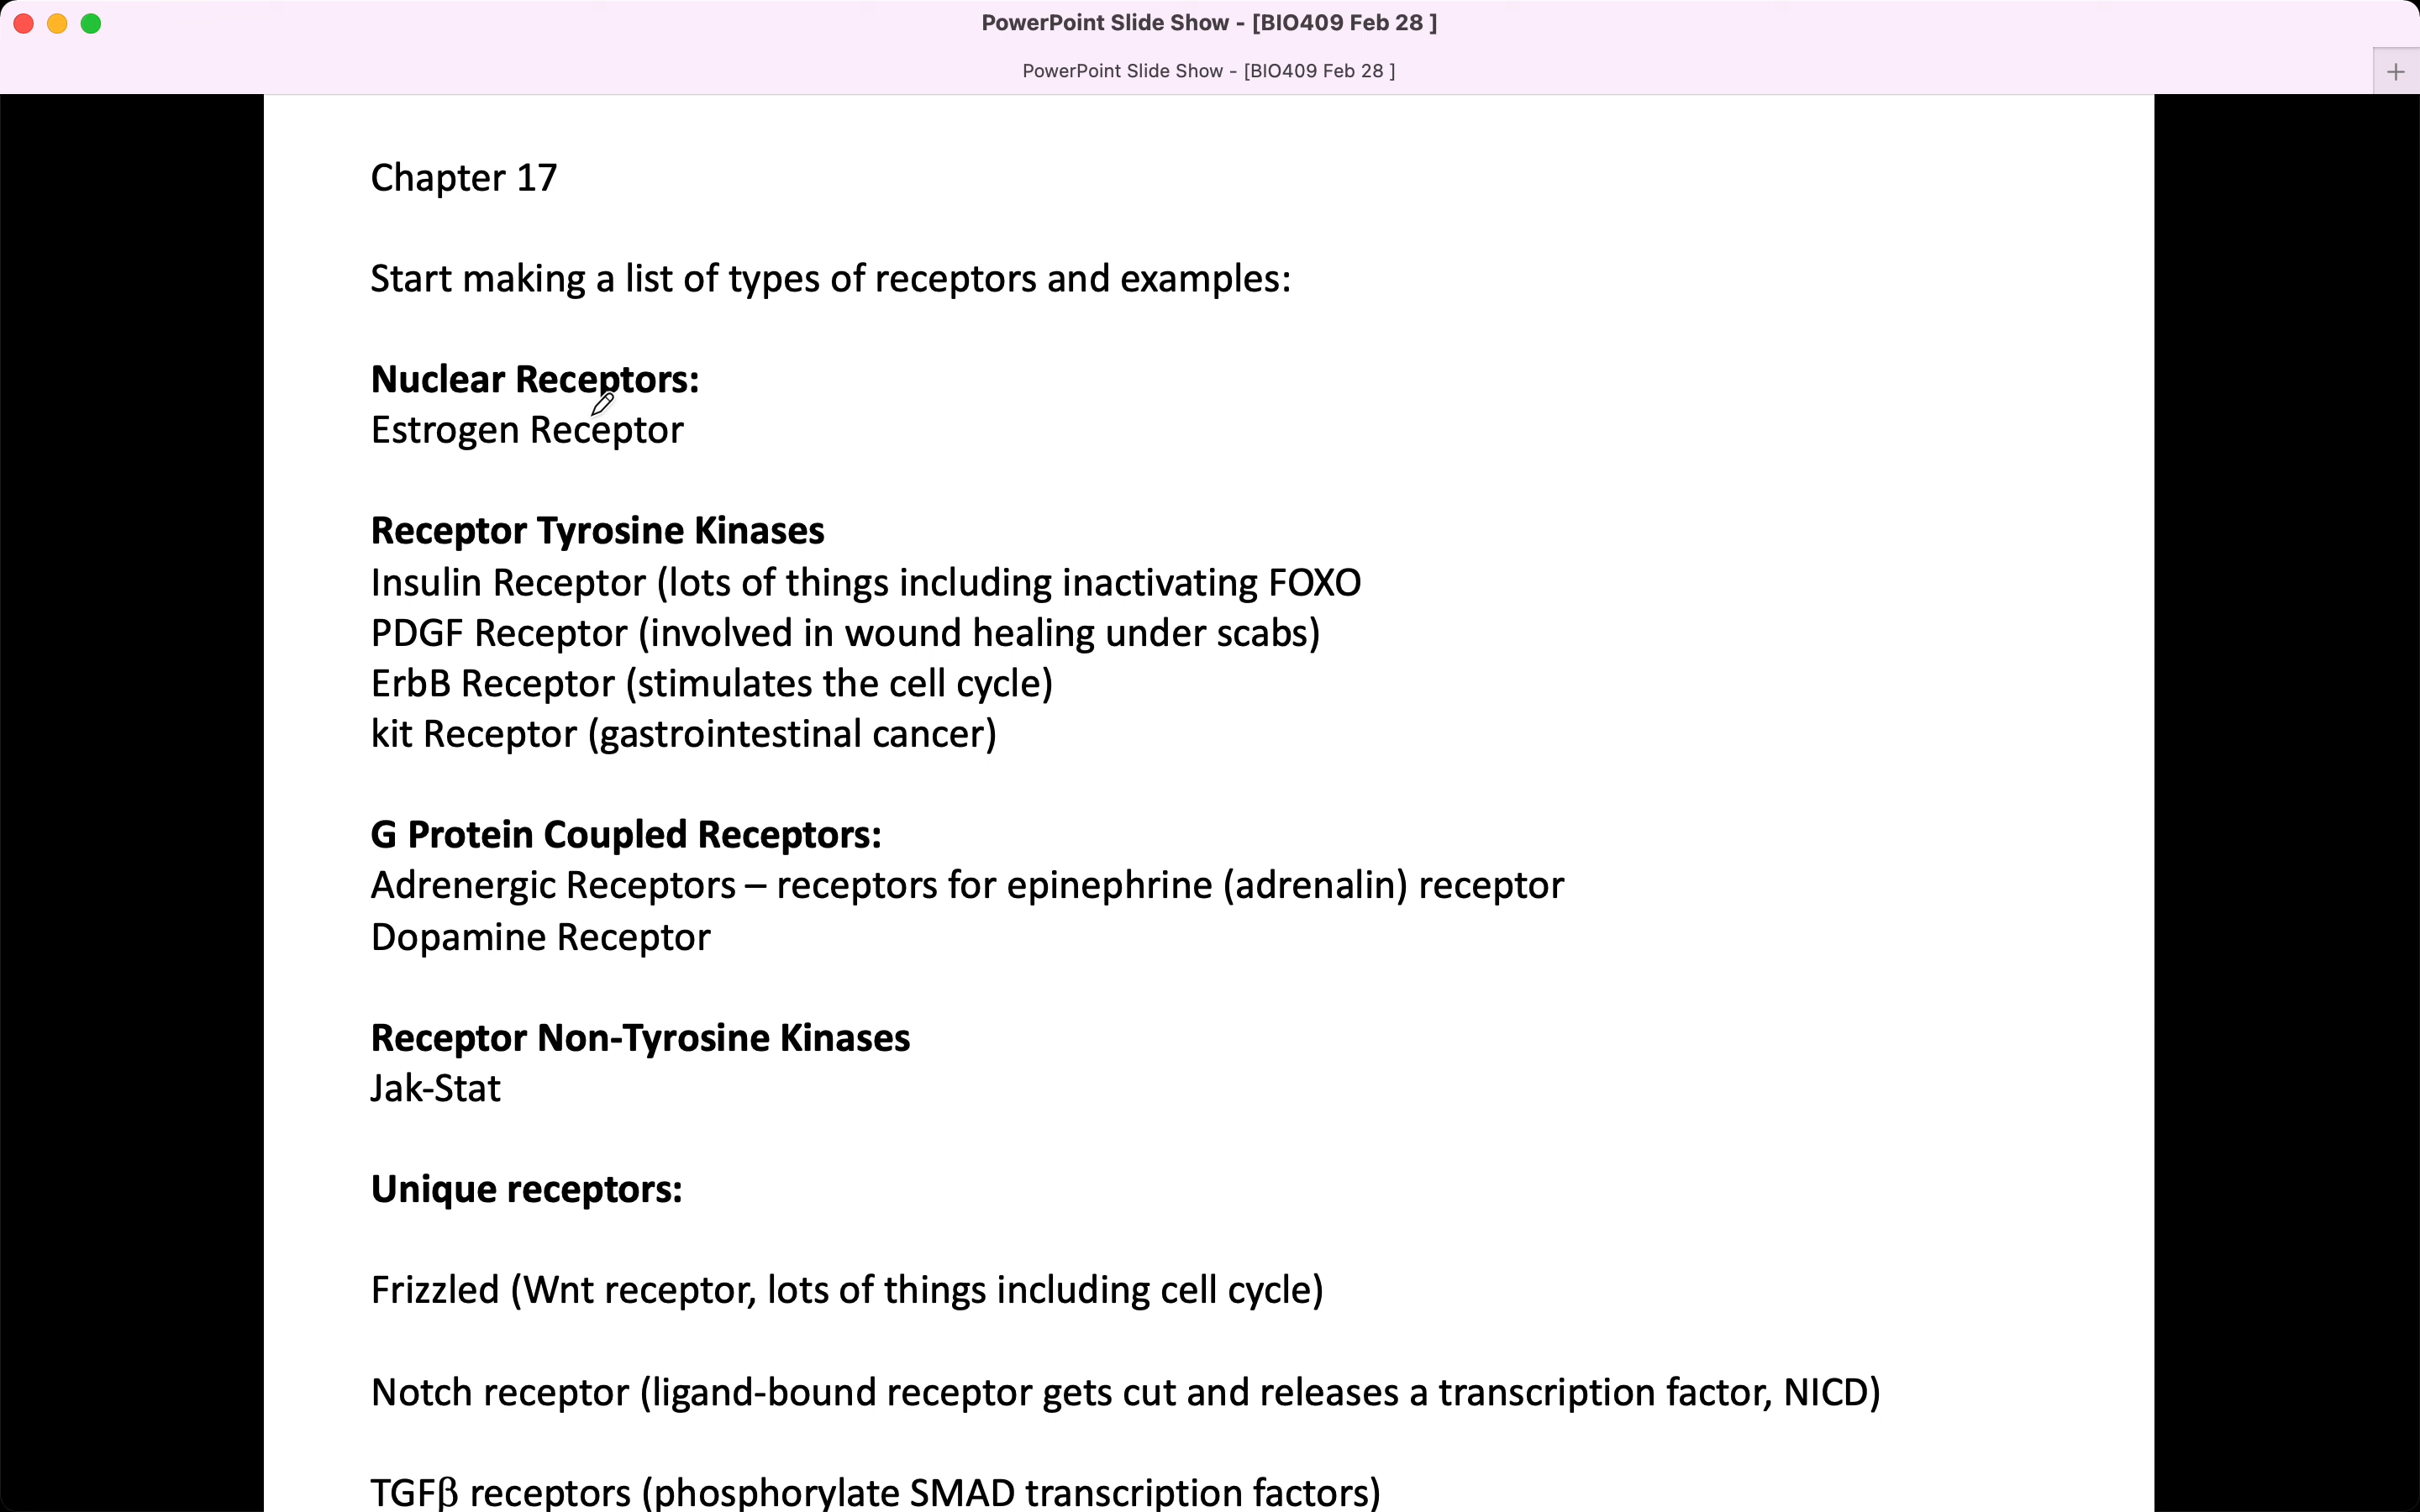 PowerPoint Slide Show - [BIO409 Feb 28 ]
PowerPoint Slide Show - [BIO409 Feb 28 ]
+
Chapter 17
Start making a list of types of receptors and examples:
Nuclear Receptors:
Estrogen Receptor
Receptor Tyrosine Kinases
Insulin Receptor (lots of things including inactivating FOXO
PDGF Receptor (involved in wound healing under scabs)
ErbB Receptor (stimulates the cell cycle)
kit Receptor (gastrointestinal cancer)
G Protein Coupled Receptors:
Adrenergic Receptors – receptors for epinephrine (adrenalin) receptor
Dopamine Receptor
Receptor Non-Tyrosine Kinases
Jak-Stat
Unique receptors:
Frizzled (Wnt receptor, lots of things including cell cycle)
Notch receptor (ligand-bound receptor gets cut and releases a transcription factor, NICD)
TGFβ receptors (phosphorylate SMAD transcription factors)